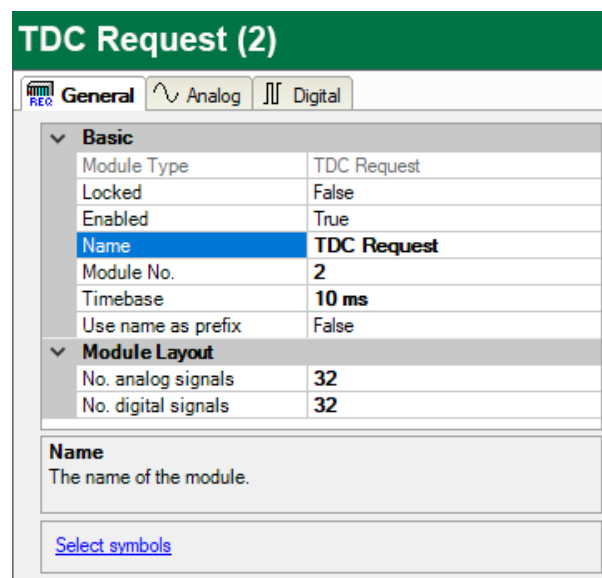 TDC Request (2)
REQ General Analog Digital
Basic
Module Type TDC Request
Locked False
Enabled True
Name TDC Request
Module No. 2
Timebase 10 ms
Use name as prefix False
Module Layout
No. analog signals 32
No. digital signals 32
Name
The name of the module.
Select symbols